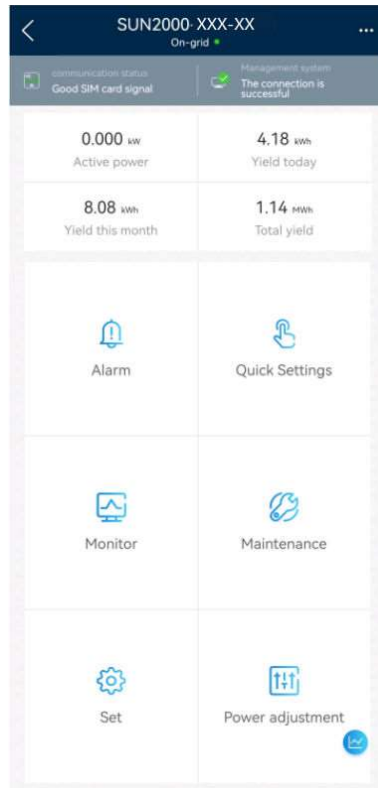 SUN2000- XXX-XX
On-grid
communication status
Good SIM card signal
Management system
The connection is
successful
0.000 kW
Active power
4.18 kWh
Yield today
8.08 kWh
Yield this month
1.14 MWh
Total yield
Alarm
Quick Settings
Monitor
Maintenance
Set
Power adjustment